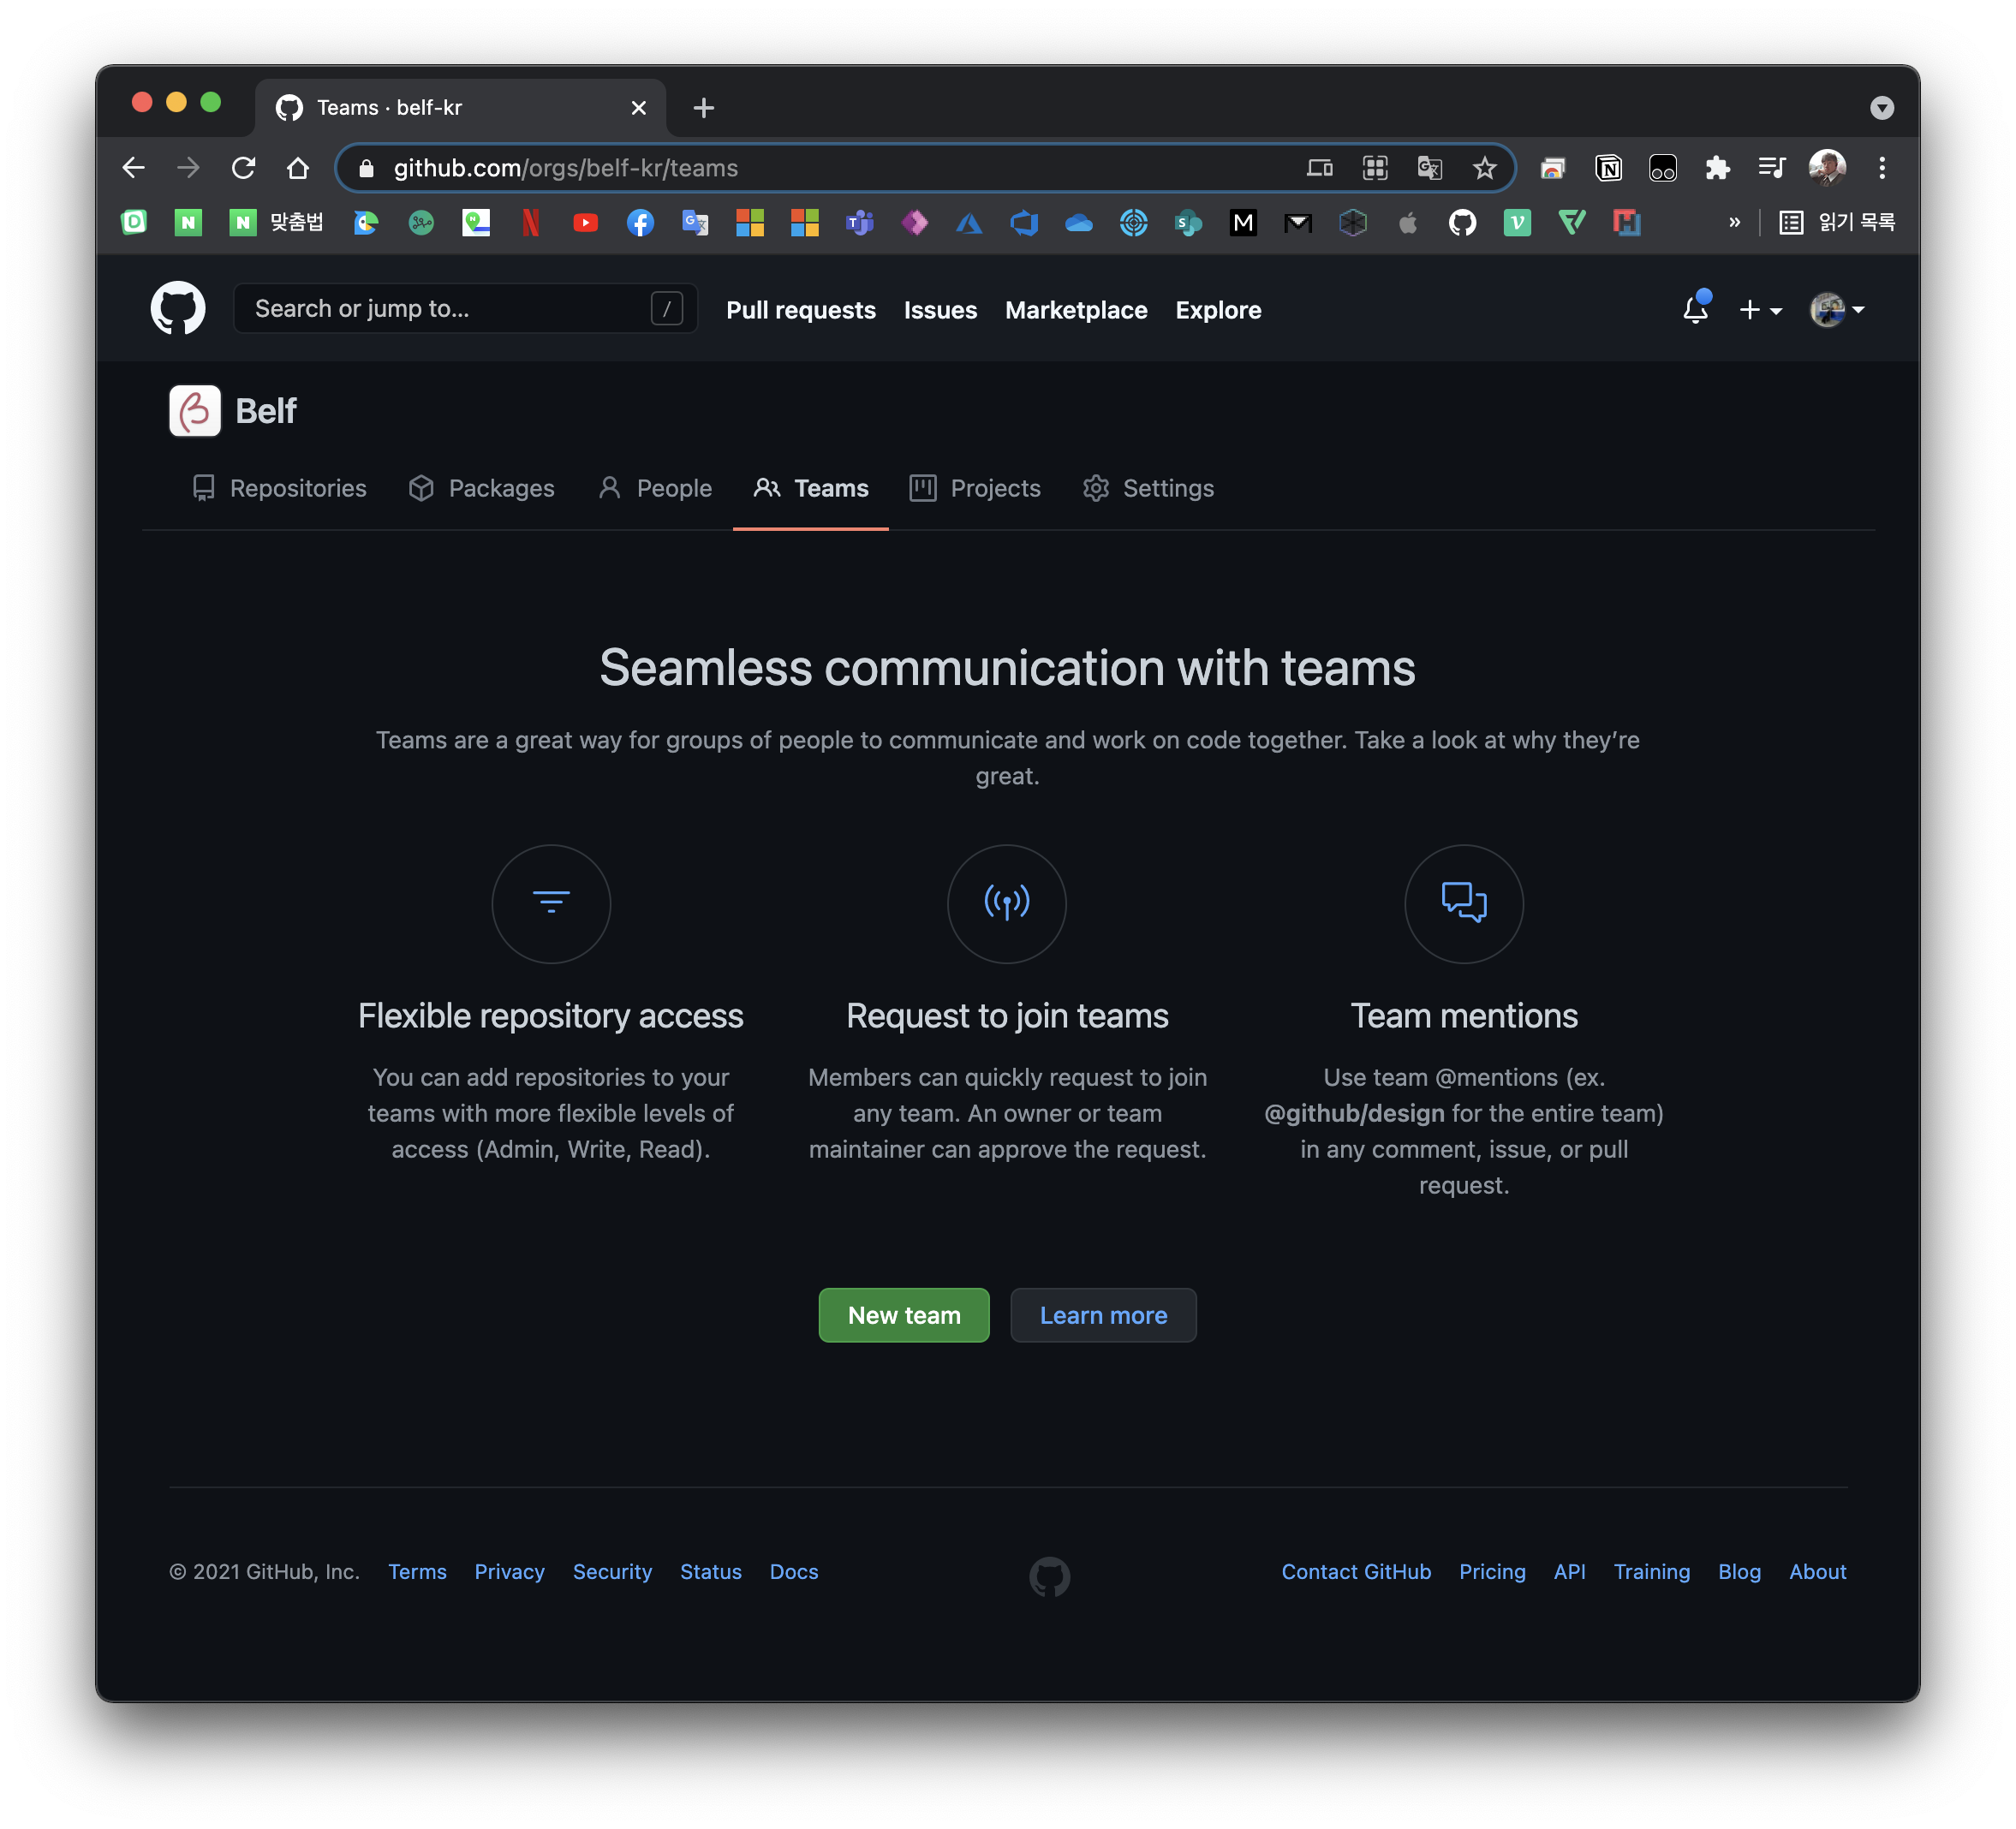 Teams · belf-kr
github.com/orgs/belf-kr/teams
맞춤법
» 읽기 목록
Search or jump to... /
Pull requests Issues Marketplace Explore
Belf
Repositories Packages People Teams Projects Settings
Seamless communication with teams
Teams are a great way for groups of people to communicate and work on code together. Take a look at why they’re
great.
Flexible repository access
You can add repositories to your
teams with more flexible levels of
access (Admin, Write, Read).
Request to join teams
Members can quickly request to join
any team. An owner or team
maintainer can approve the request.
Team mentions
Use team @mentions (ex.
@github/design for the entire team)
in any comment, issue, or pull
request.
New team Learn more
© 2021 GitHub, Inc. Terms Privacy Security Status Docs
Contact GitHub Pricing API Training Blog About